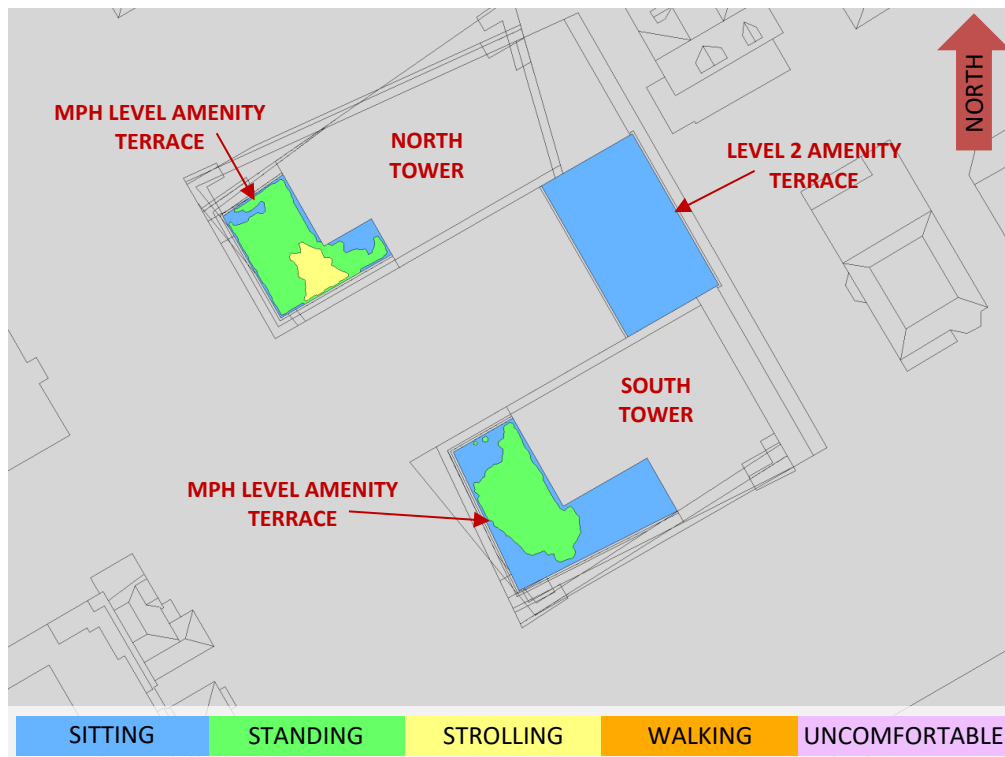 MPH LEVEL AMENITY
TERRACE
NORTH
TOWER
NORTH
LEVEL 2 AMENITY
TERRACE
SOUTH
TOWER
MPH LEVEL AMENITY
TERRACE
SITTING
STANDING
STROLLING
WALKING
UNCOMFORTABLE